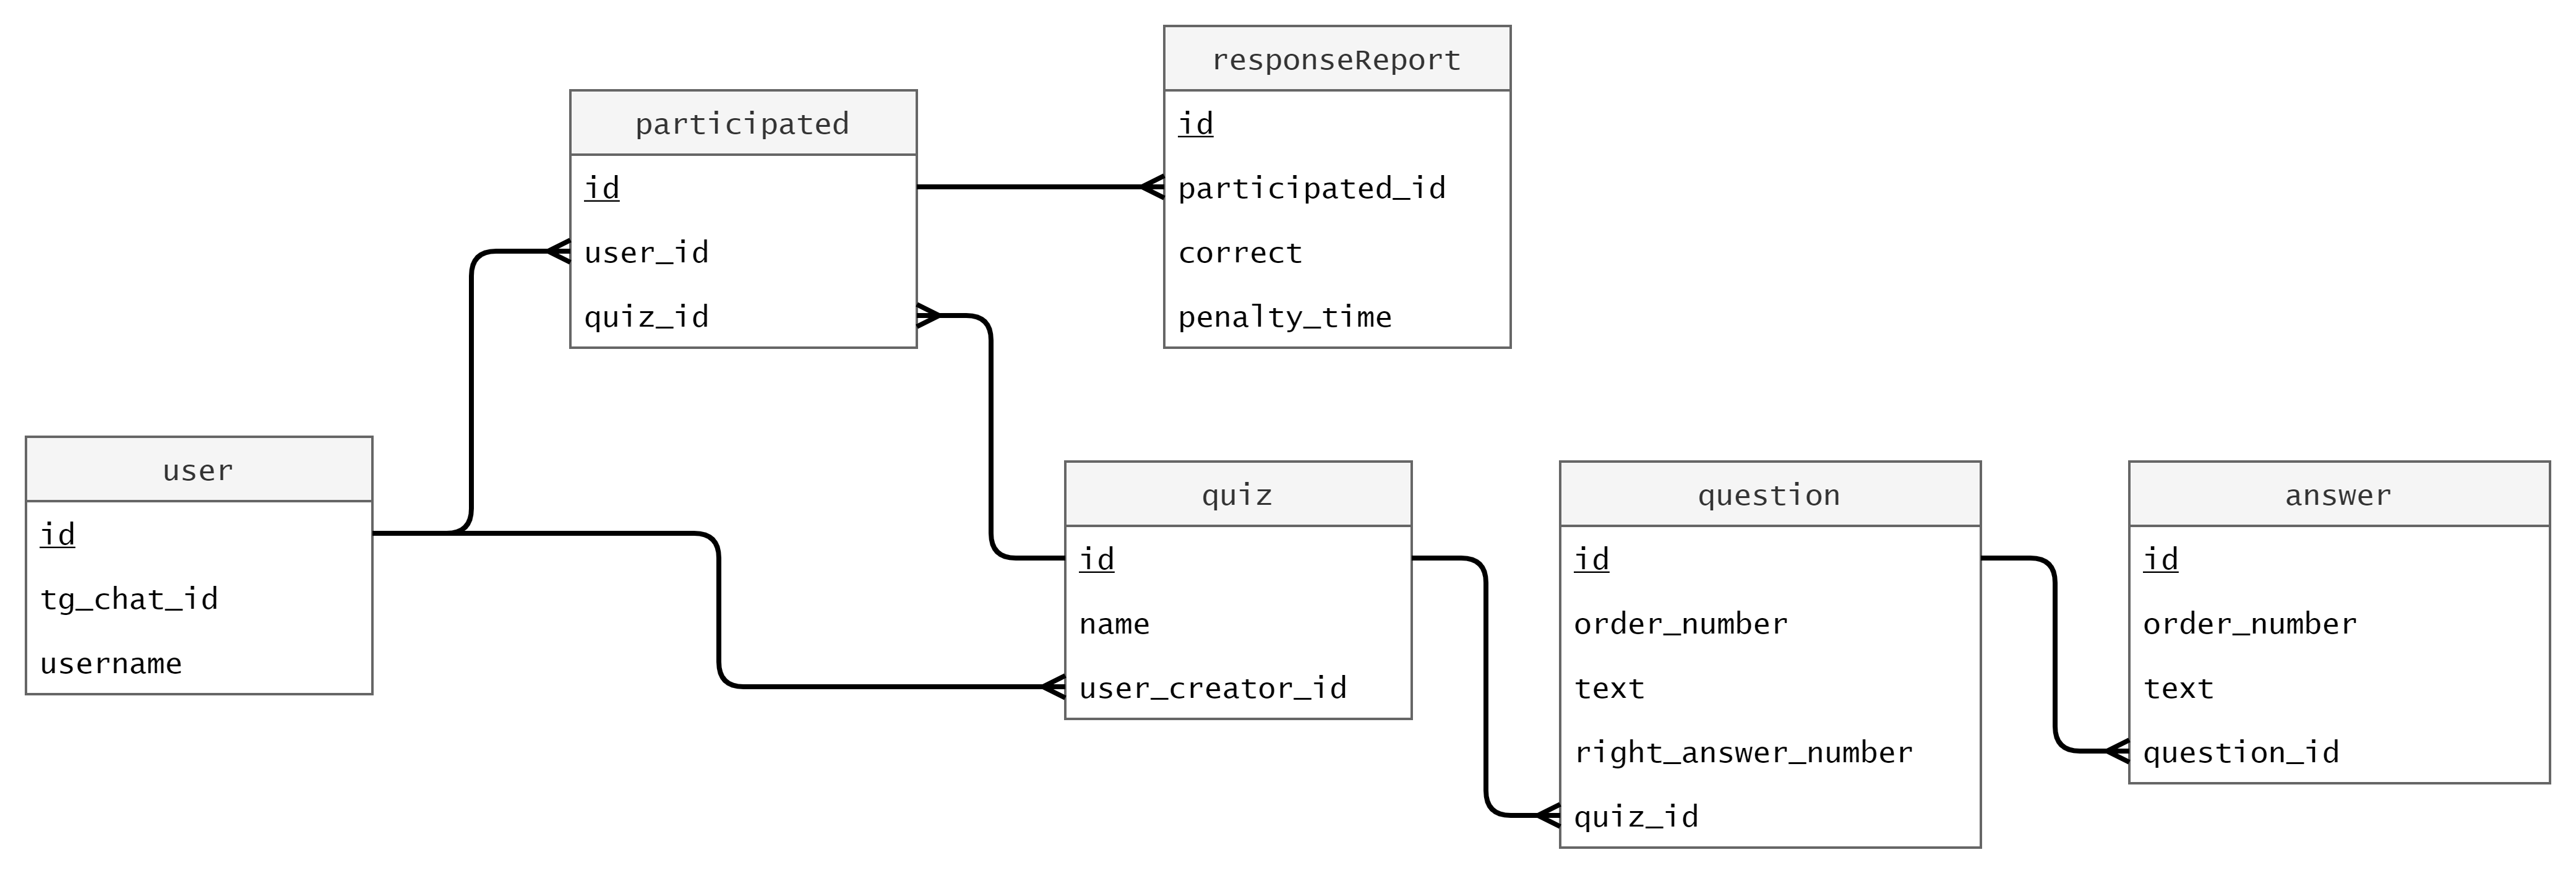 responseReport
id
participated_id
correct
penalty_time
participated
id
user_id
quiz_id
user
id
tg_chat_id
username
quiz
id
name
user_creator_id
question
id
order_number
text
right_answer_number
quiz_id
answer
id
order_number
text
question_id